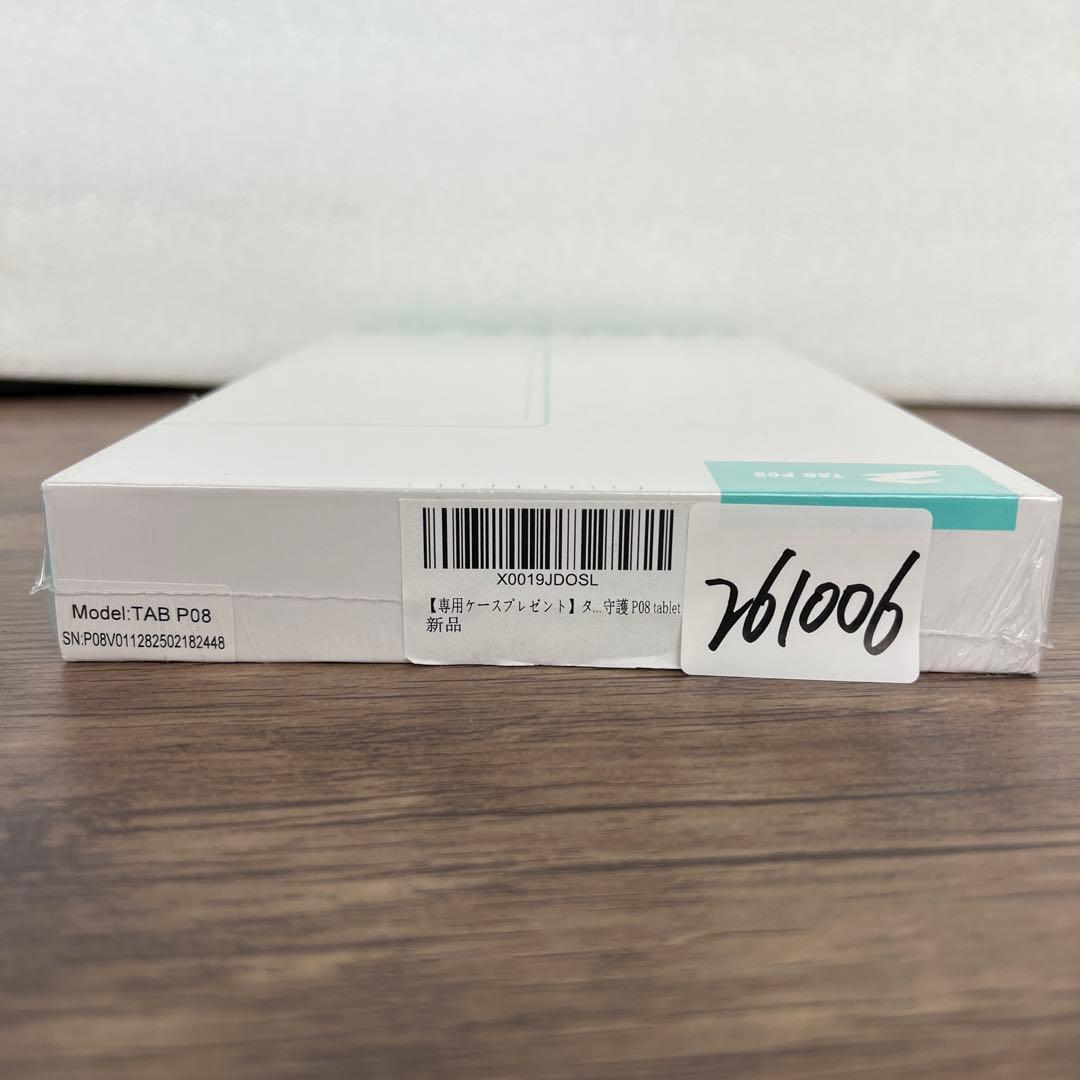 TAB P08
X0019JDOSL
【専用ケースプレゼント】タ...守護 P08 tablet
新品
261006
Model:TAB P08
SN:P08V011282502182448